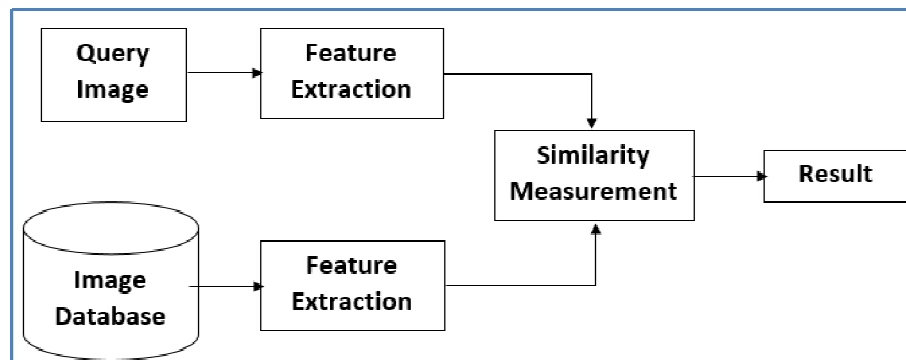 Query
Image
Feature
Extraction
Similarity
Measurement
Result
Image
Database
Feature
Extraction